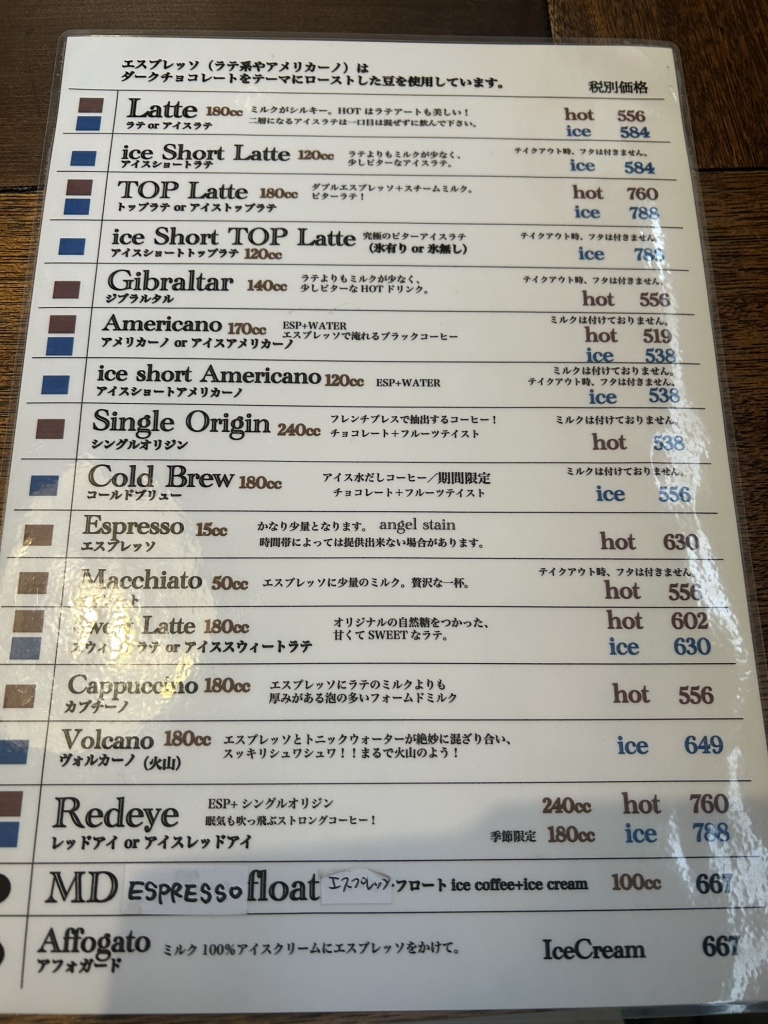 エスプレッソ（ラテ系やアメリカーノ）は
ダークチョコレートをテーマにローストした豆を使用しています。
税別価格
Latte 180cc ミルクがシルキー。HOT はラテアートも美しい！ hot 556
ラテ or アイスラテ 二層になるアイスラテは一口目は混ぜずに飲んで下さい。 ice 584
ice Short Latte 120cc ラテよりもミルクが少なく、 テイクアウト時、フタは付きません。
アイスショートラテ 少しビターなアイスラテ。 ice 584
TOP Latte 180cc ダブルエスプレッソ＋スチームミルク。 hot 760
トップラテ or アイストップラテ ビターラテ！ ice 788
ice Short TOP Latte 究極のビターアイスラテ テイクアウト時、フタは付きません。
アイスショートトップラテ 120cc （氷有り or 氷無し） ice 788
Gibraltar 140cc ラテよりもミルクが少なく、 テイクアウト時、フタは付きません。
ジブラルタル 少しビターな HOT ドリンク。 hot 556
Americano 170cc ESP+WATER ミルクは付けておりません。
エスプレッソで淹れるブラックコーヒー hot 519
アメリカーノ or アイスアメリカーノ ice 538
ice short Americano 120cc ESP+WATER ミルクは付けておりません。
テイクアウト時、フタは付きません。
アイスショートアメリカーノ ice 538
Single Origin 240cc フレンチプレスで抽出するコーヒー！ ミルクは付けておりません。
シングルオリジン チョコレート＋フルーツテイスト hot 538
Cold Brew 180cc アイス水だしコーヒー／期間限定 ミルクは付けておりません。
コールドブリュー チョコレート＋フルーツテイスト ice 556
Espresso 15cc かなり少量となります。 angel stain
エスプレッソ 時間帯によっては提供出来ない場合があります。 hot 630
Macchiato 50cc エスプレッソに少量のミルク。贅沢な一杯。 テイクアウト時、フタは付きません。
hot 556
Latte 180cc オリジナルの自然糖をつかった、 hot 602
ラテ or アイススウィートラテ 甘くて SWEET なラテ。 ice 630
Cappuccino 180cc エスプレッソにラテのミルクよりも
カプチーノ 厚みがある泡の多いフォームドミルク hot 556
Volcano 180cc エスプレッソとトニックウォーターが絶妙に混ざり合い、
ヴォルカーノ（火山） スッキリシュワシュワ！！まるで火山のよう！ ice 649
Redeye ESP+ シングルオリジン 240cc hot 760
眠気も吹っ飛ぶストロングコーヒー！
レッドアイ or アイスレッドアイ 季節限定 180cc ice 788
MD ESPRESSO float エスプレッソ・フロート ice coffee+ice cream 100cc 667
Affogato ミルク 100%アイスクリームにエスプレッソをかけて。 IceCream 667
アフォガード